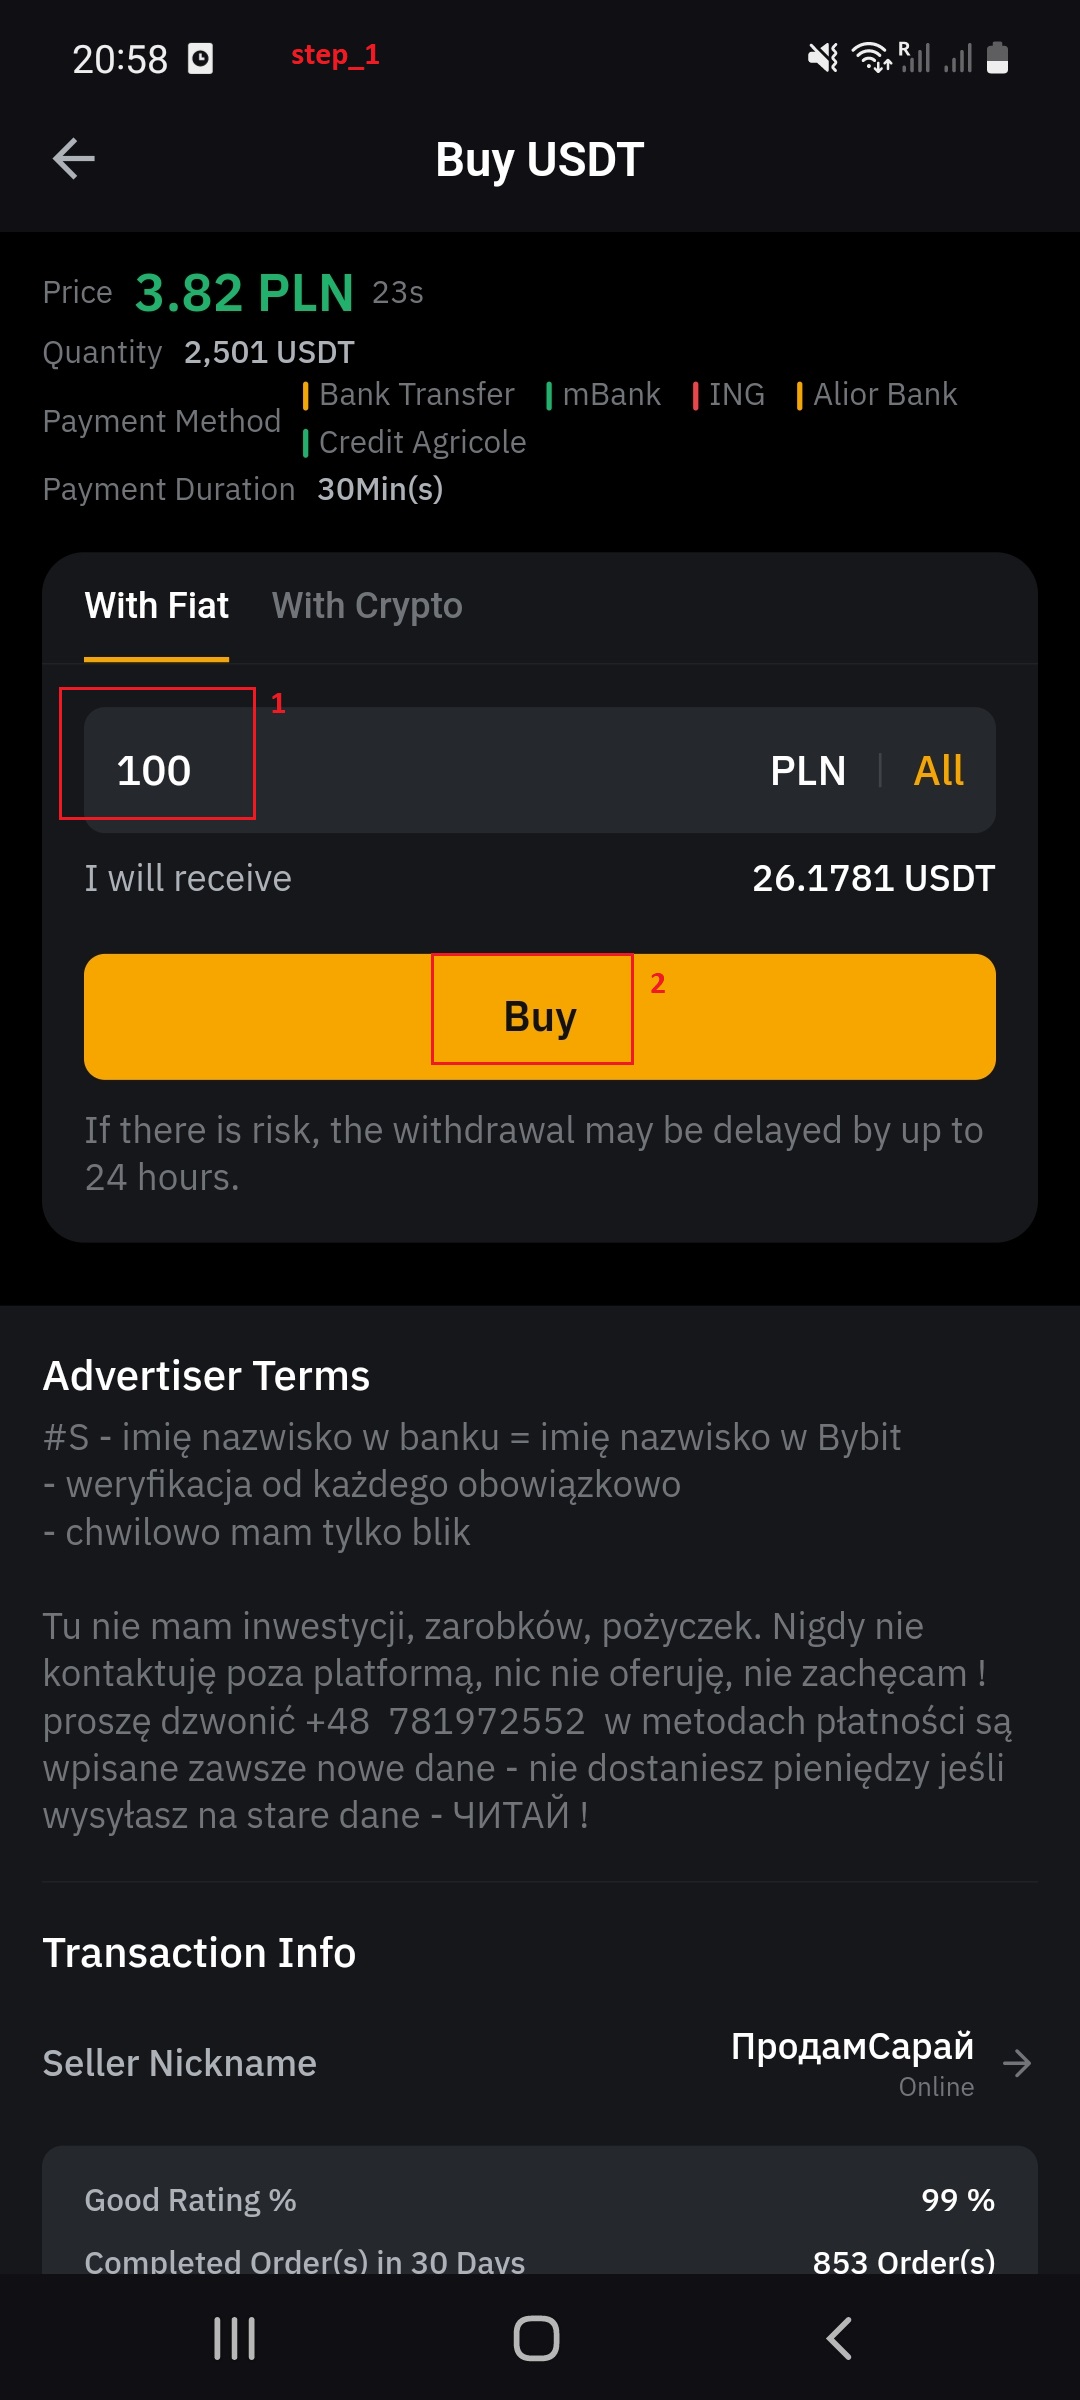 20:58
step_1
R
Buy USDT
Price 3.82 PLN 23s
Quantity 2,501 USDT
Payment Method Bank Transfer mBank ING Alior Bank
Credit Agricole
Payment Duration 30Min(s)
With Fiat With Crypto
1
100 PLN All
I will receive 26.1781 USDT
Buy
2
If there is risk, the withdrawal may be delayed by up to
24 hours.
Advertiser Terms
#S - imię nazwisko w banku = imię nazwisko w Bybit
- weryfikacja od każdego obowiązkowo
- chwilowo mam tylko blik
Tu nie mam inwestycji, zarobków, pożyczek. Nigdy nie
kontaktuję poza platformą, nic nie oferuję, nie zachęcam !
proszę dzwonić +48 781972552 w metodach płatności są
wpisane zawsze nowe dane - nie dostaniesz pieniędzy jeśli
wysyłasz na stare dane - ЧИТАЙ !
Transaction Info
Seller Nickname ПродамСарай
Online
Good Rating % 99 %
Completed Order(s) in 30 Days 853 Order(s)